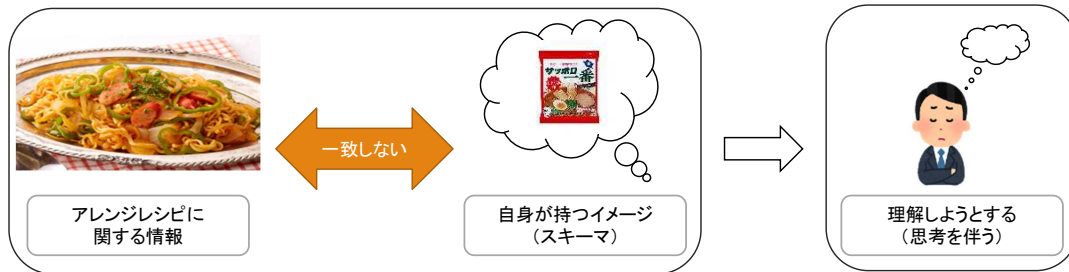 サッポロ
一番
一致しない
アレンジレシピに
関する情報
自身が持つイメージ
（スキーマ）
理解しようとする
（思考を伴う）